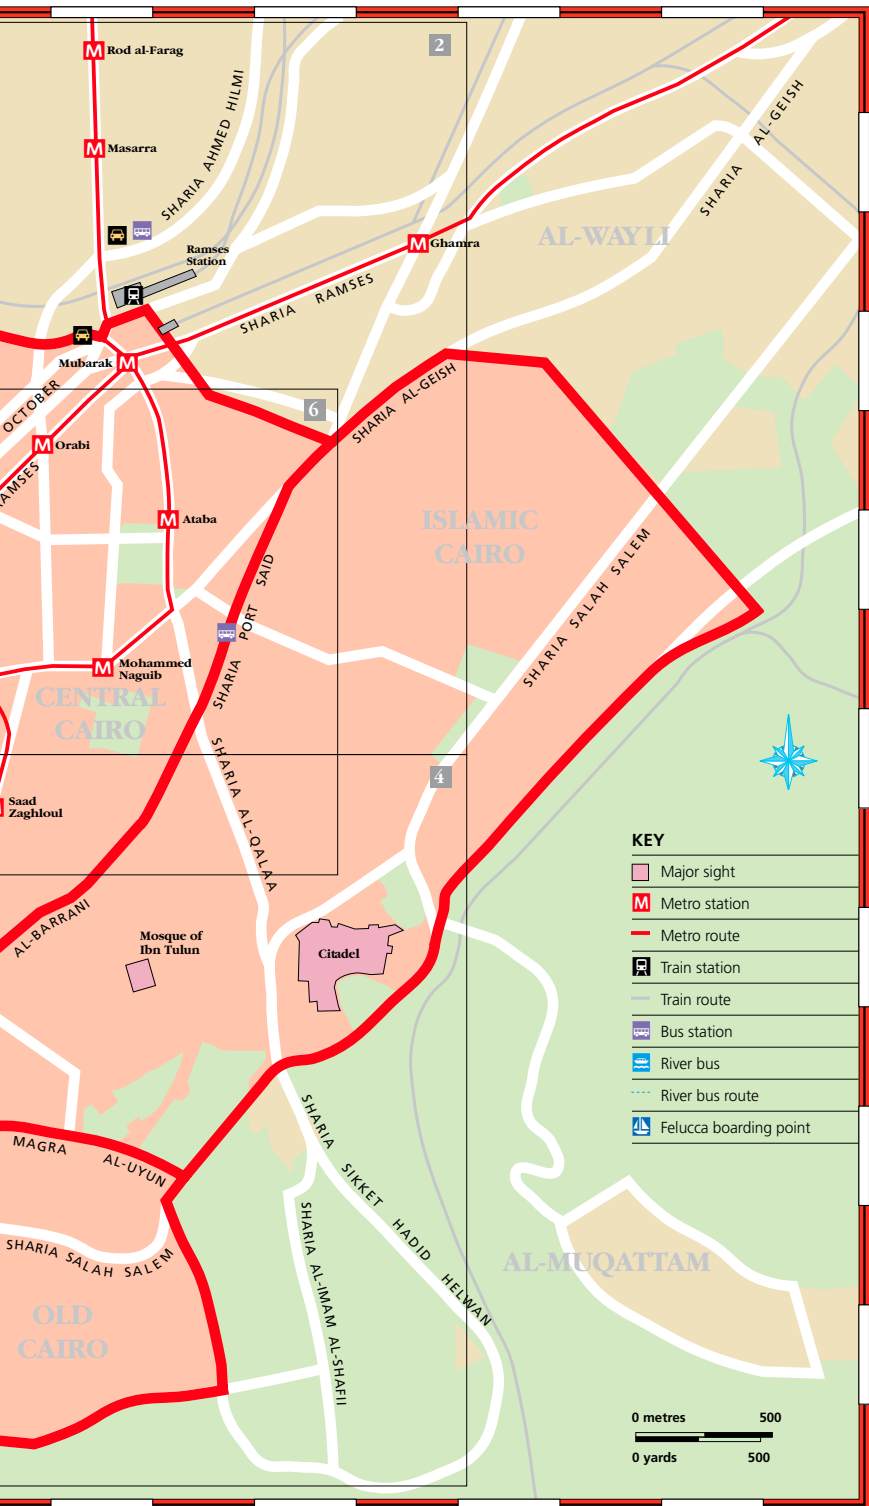 2
M Rod al-Farag
M Masarra
SHARIA AHMED HILMI
SHARIA AL-GEISH
Ramses
Station
M Ghamra
AL-WAYLI
SHARIA RAMSES
Mubarak M
OCTOBER
6
SHARIA AL-GEISH
M Orabi
RAMSES
M Ataba
ISLAMIC
CAIRO
SHARIA PORT SAID
SHARIA SALAH SALEM
M Mohammed
Naguib
CENTRAL
CAIRO
SHARIA AL-QALAA
4
Saad
Zaghloul
AL-BARRANI
Mosque of
Ibn Tulun
Citadel
KEY
Major sight
M Metro station
Metro route
Train station
Train route
Bus station
River bus
River bus route
Felucca boarding point
MAGRA AL-UYUN
SHARIA SIKKET HADID HELWAN
SHARIA AL-IMAM AL-SHAFII
SHARIA SALAH SALEM
AL-MUQATTAM
OLD
CAIRO
0 metres 500
0 yards 500